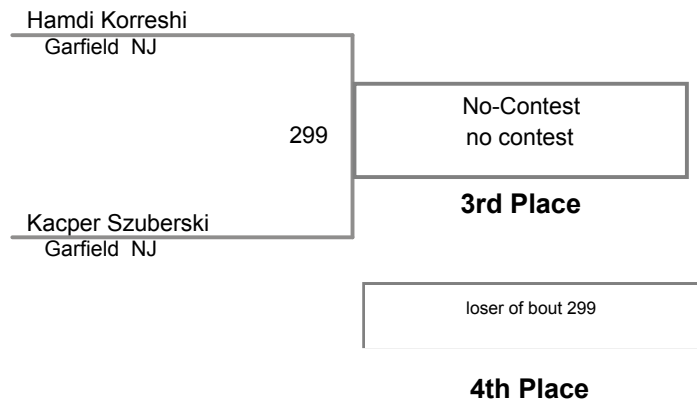 Hamdi Korreshi
Garfield NJ
No-Contest
299
no contest
3rd Place
Kacper Szuberski
Garfield NJ
loser of bout 299
4th Place